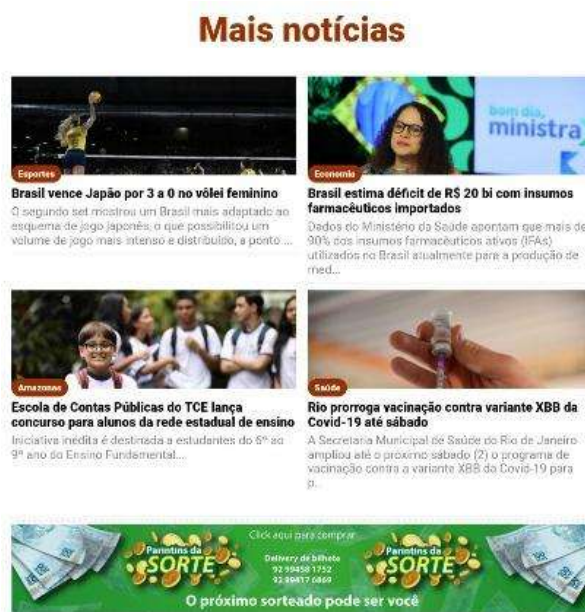 Mais notícias
bom dia,
ministra
Esportes
Brasil vence Japão por 3 a 0 no vôlei feminino
O segundo set mostrou um Brasil mais adaptado ao
esquema de jogo japonês, o que possibilitou um
volume de jogo mais intenso e distribuído, a ponto ...
Economia
Brasil estima déficit de R$ 20 bi com insumos
farmacêuticos importados
Dados do Ministério da Saúde apontam que mais de
90% dos insumos farmacêuticos ativos (IFAs)
utilizados no Brasil atualmente para a produção de
med...
Amazonas
Escola de Contas Públicas do TCE lança
concurso para alunos da rede estadual de ensino
Iniciativa inédita é destinada a estudantes do 6º ao
9º ano do Ensino Fundamental...
Saúde
Rio prorroga vacinação contra variante XBB da
Covid-19 até sábado
A Secretaria Municipal de Saúde do Rio de Janeiro
ampliou até o próximo sábado (2) o programa de
vacinação contra a variante XBB da Covid-19 para
p...
Click aqui para comprar
Parintins da
SORTE
Delivery de bilhete
92 99458 1752
92 99417 6869
Parintins da
SORTE
O próximo sorteado pode ser você